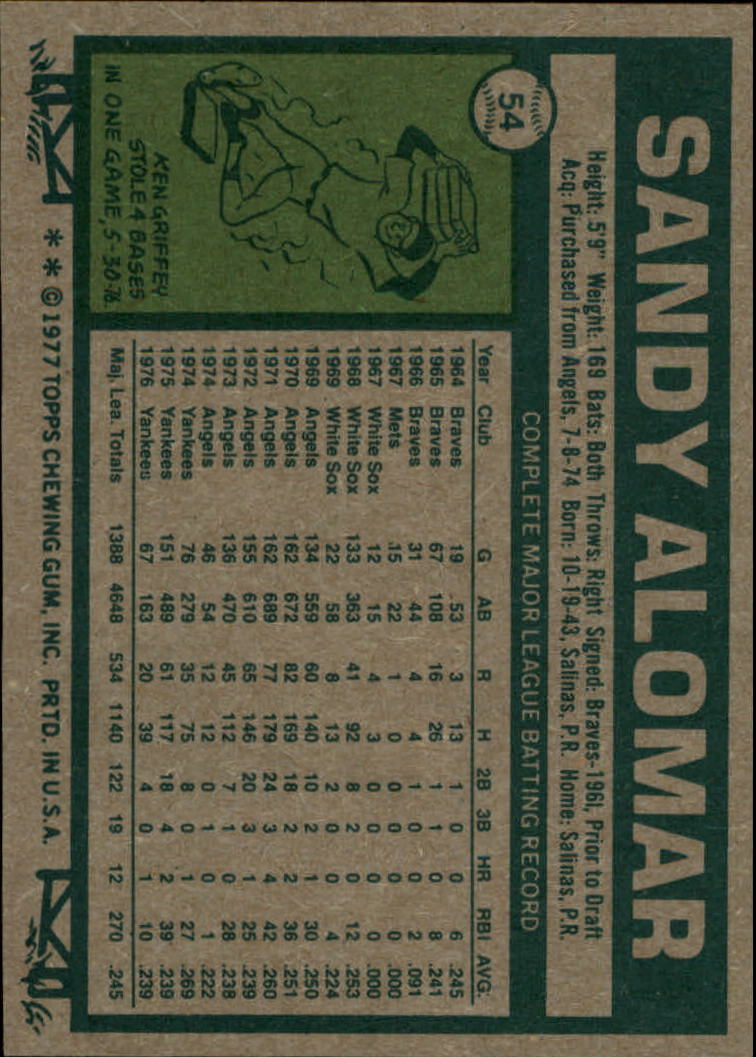 54
SANDY ALOMAR
Height: 5'9" Weight: 169 Bats: Both Throws: Right Signed: Braves-1961, Prior to Draft
Acq: Purchased from Angels, 7-8-74 Born: 10-19-43, Salinas, P.R. Home: Salinas, P.R.
KEN GRIFFEY
STOLE 4 BASES
IN ONE GAME, 5-30-76.
COMPLETE MAJOR LEAGUE BATTING RECORD
Year Club G AB R H 2B 3B HR RBI AVG.
1964 Braves 19 53 3 13 1 0 0 6 .245
1965 Braves 67 108 16 26 1 1 0 8 .241
1966 Braves 31 44 4 4 1 0 0 2 .091
1967 Mets 15 22 1 0 0 0 0 0 .000
1967 White Sox 12 15 4 3 0 0 0 0 .000
1968 White Sox 133 363 41 92 8 2 0 12 .253
1969 White Sox 22 58 8 13 2 0 0 4 .224
1969 Angels 134 559 60 140 10 2 1 30 .250
1970 Angels 162 672 82 169 18 2 2 36 .251
1971 Angels 162 689 77 179 24 3 4 42 .260
1972 Angels 155 610 65 146 20 3 1 25 .239
1973 Angels 136 470 45 112 7 1 0 28 .238
1974 Angels 46 54 12 12 0 1 0 1 .222
1974 Yankees 76 279 35 75 8 0 1 27 .269
1975 Yankees 151 489 61 117 18 4 2 39 .239
1976 Yankees 67 163 20 39 4 0 1 10 .239
Maj. Lea. Totals 1388 4648 534 1140 122 19 12 270 .245
* * © 1977 TOPPS CHEWING GUM, INC. PRTD. IN U.S.A.